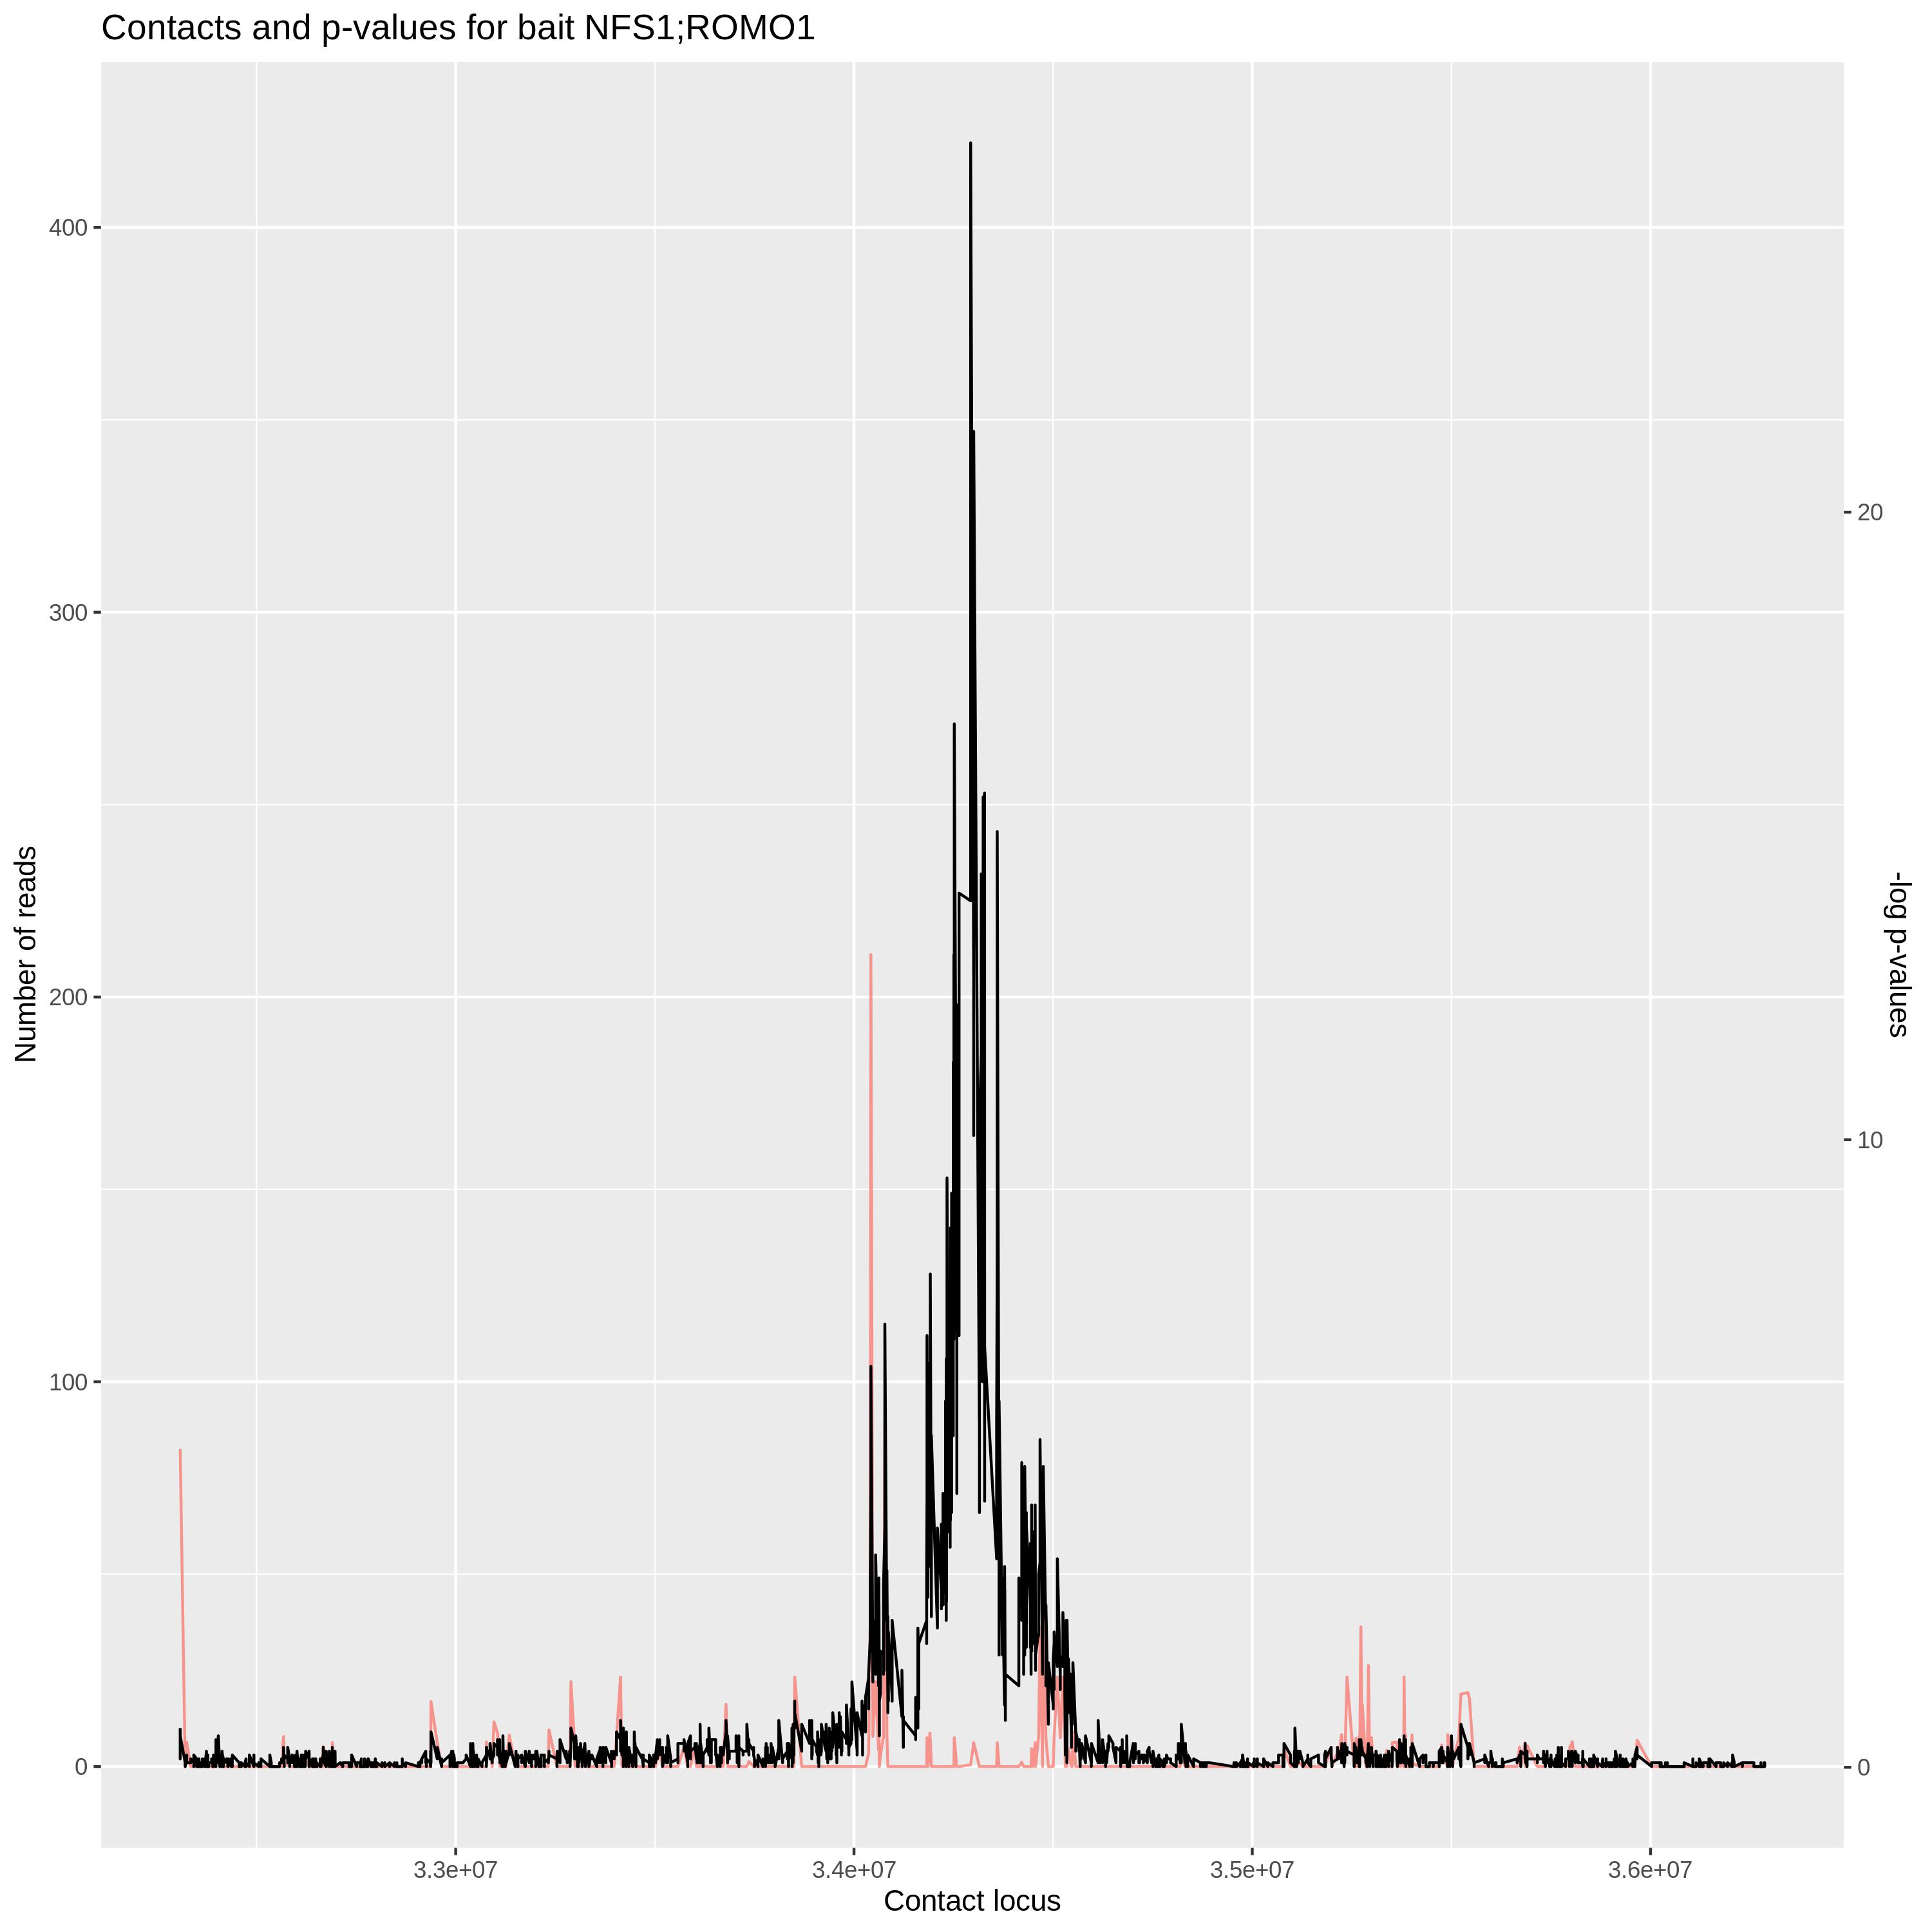 Contacts and p-values for bait NFS1;ROMO1
400
300
200
100
0
Number of reads
20
10
0
-log p-values
3.3e+07
3.4e+07
3.5e+07
3.6e+07
Contact locus